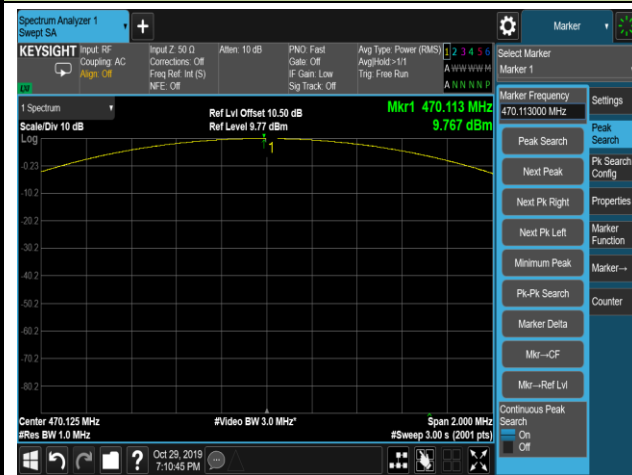 Spectrum Analyzer 1
Swept SA
Marker
KEYSIGHT
Input: RF
Coupling: AC
Align: Off
Input Z: 50 Ω
Corrections: Off
Freq Ref: Int (S)
NFE: Off
Atten: 10 dB
PNO: Fast
Gate: Off
IF Gain: Low
Sig Track: Off
Avg Type: Power (RMS)
Avg|Hold:>1/1
Trig: Free Run
1 2 3 4 5 6
A W W W W M
A N N N N P
Select Marker
Marker 1
1 Spectrum
Scale/Div 10 dB
Log
Ref Lvl Offset 10.50 dB
Ref Level 9.77 dBm
Mkr1 470.113 MHz
9.767 dBm
1
-0.23
-10.2
-20.2
-30.2
-40.2
-50.2
-60.2
-70.2
-80.2
Center 470.125 MHz
#Res BW 1.0 MHz
#Video BW 3.0 MHz*
Span 2.000 MHz
#Sweep 3.00 s (2001 pts)
Marker Frequency
470.113000 MHz
Peak Search
Next Peak
Next Pk Right
Next Pk Left
Minimum Peak
Pk-Pk Search
Marker Delta
Mkr→CF
Mkr→Ref Lvl
Continuous Peak
Search
On
Off
Settings
Peak
Search
Pk Search
Config
Properties
Marker
Function
Marker→
Counter
Oct 29, 2019
7:10:45 PM